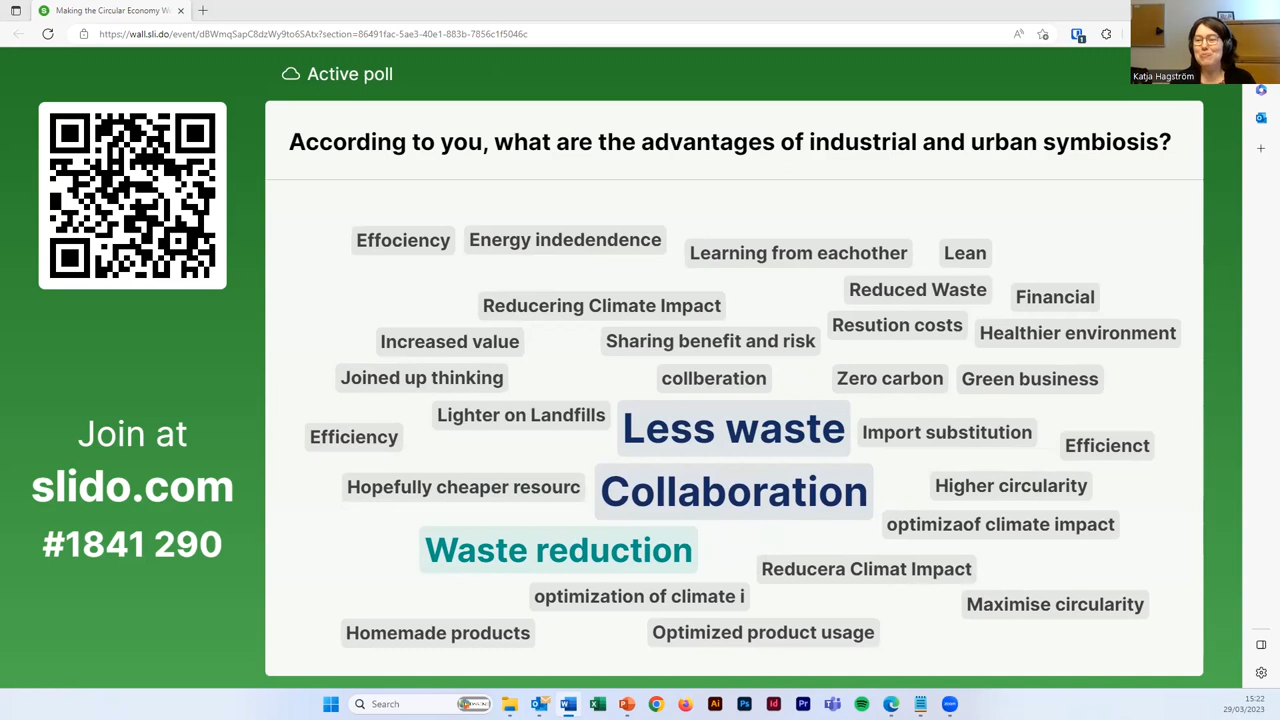 Making the Circular Economy W
https://wall.sli.do/event/dBWmqSapC8dzWy9to6SAtx?section=86491fac-5ae3-40e1-883b-7856c1f5046c
Katja Hagström
Active poll
According to you, what are the advantages of industrial and urban symbiosis?
Effociency
Energy indedendence
Learning from eachother
Lean
Reducering Climate Impact
Reduced Waste
Financial
Increased value
Sharing benefit and risk
Resution costs
Healthier environment
Joined up thinking
collberation
Zero carbon
Green business
Lighter on Landfills
Less waste
Import substitution
Efficiency
Efficienct
Hopefully cheaper resourc
Collaboration
Higher circularity
optimizaof climate impact
Waste reduction
Reducera Climat Impact
optimization of climate i
Maximise circularity
Homemade products
Optimized product usage
Join at
slido.com
#1841 290
Search
15:22
29/03/2023